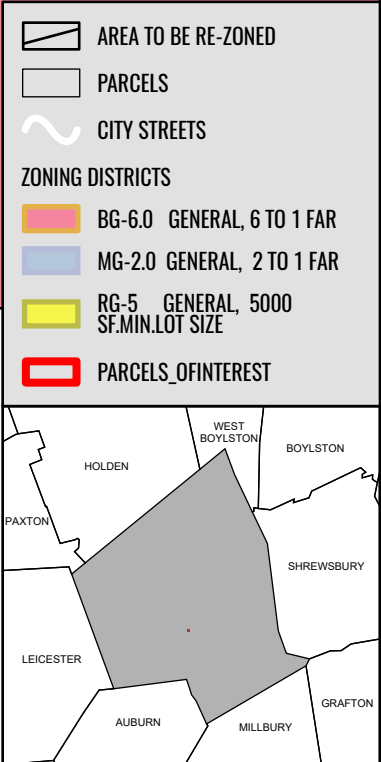 AREA TO BE RE-ZONED
PARCELS
CITY STREETS
ZONING DISTRICTS
BG-6.0 GENERAL, 6 TO 1 FAR
MG-2.0 GENERAL, 2 TO 1 FAR
RG-5 GENERAL, 5000
SF.MIN.LOT SIZE
PARCELS_OFINTEREST
WEST
BOYLSTON
BOYLSTON
HOLDEN
PAXTON
SHREWSBURY
LEICESTER
GRAFTON
AUBURN
MILLBURY